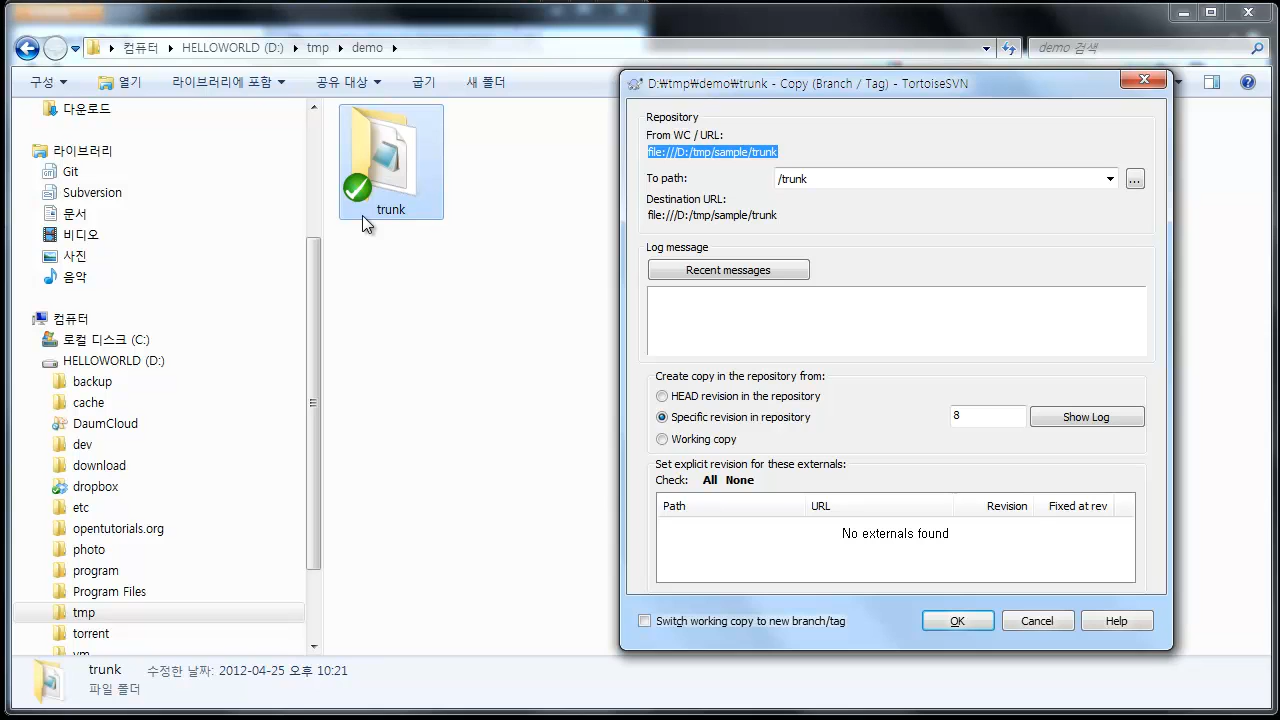 컴퓨터 HELLOWORLD (D:) tmp demo
demo 검색
구성 열기 라이브러리에 포함 공유 대상 굽기 새 폴더
다운로드
라이브러리
Git
Subversion
문서
비디오
사진
음악
컴퓨터
로컬 디스크 (C:)
HELLOWORLD (D:)
backup
cache
DaumCloud
dev
download
dropbox
etc
opentutorials.org
photo
program
Program Files
tmp
torrent
vm
trunk
D:₩tmp₩demo₩trunk - Copy (Branch / Tag) - TortoiseSVN
Repository
From WC / URL:
file:///D:/tmp/sample/trunk
To path: /trunk ...
Destination URL:
file:///D:/tmp/sample/trunk
Log message
Recent messages
Create copy in the repository from:
HEAD revision in the repository
Specific revision in repository 8 Show Log
Working copy
Set explicit revision for these externals:
Check: All None
Path URL Revision Fixed at rev
No externals found
Switch working copy to new branch/tag OK Cancel Help
trunk 수정한 날짜: 2012-04-25 오후 10:21
파일 폴더